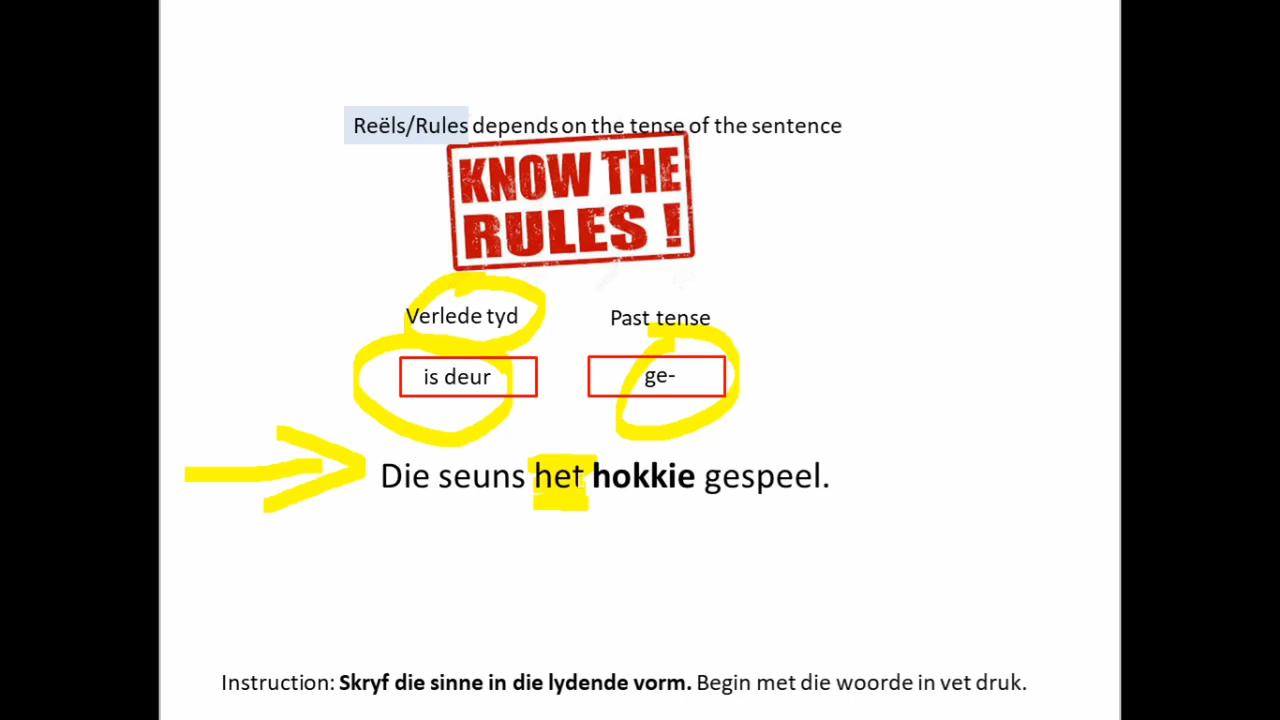 Reëls/Rules depends on the tense of the sentence
KNOW THE
RULES !
Verlede tyd Past tense
is deur ge-
Die seuns het hokkie gespeel.
Instruction: Skryf die sinne in die lydende vorm. Begin met die woorde in vet druk.